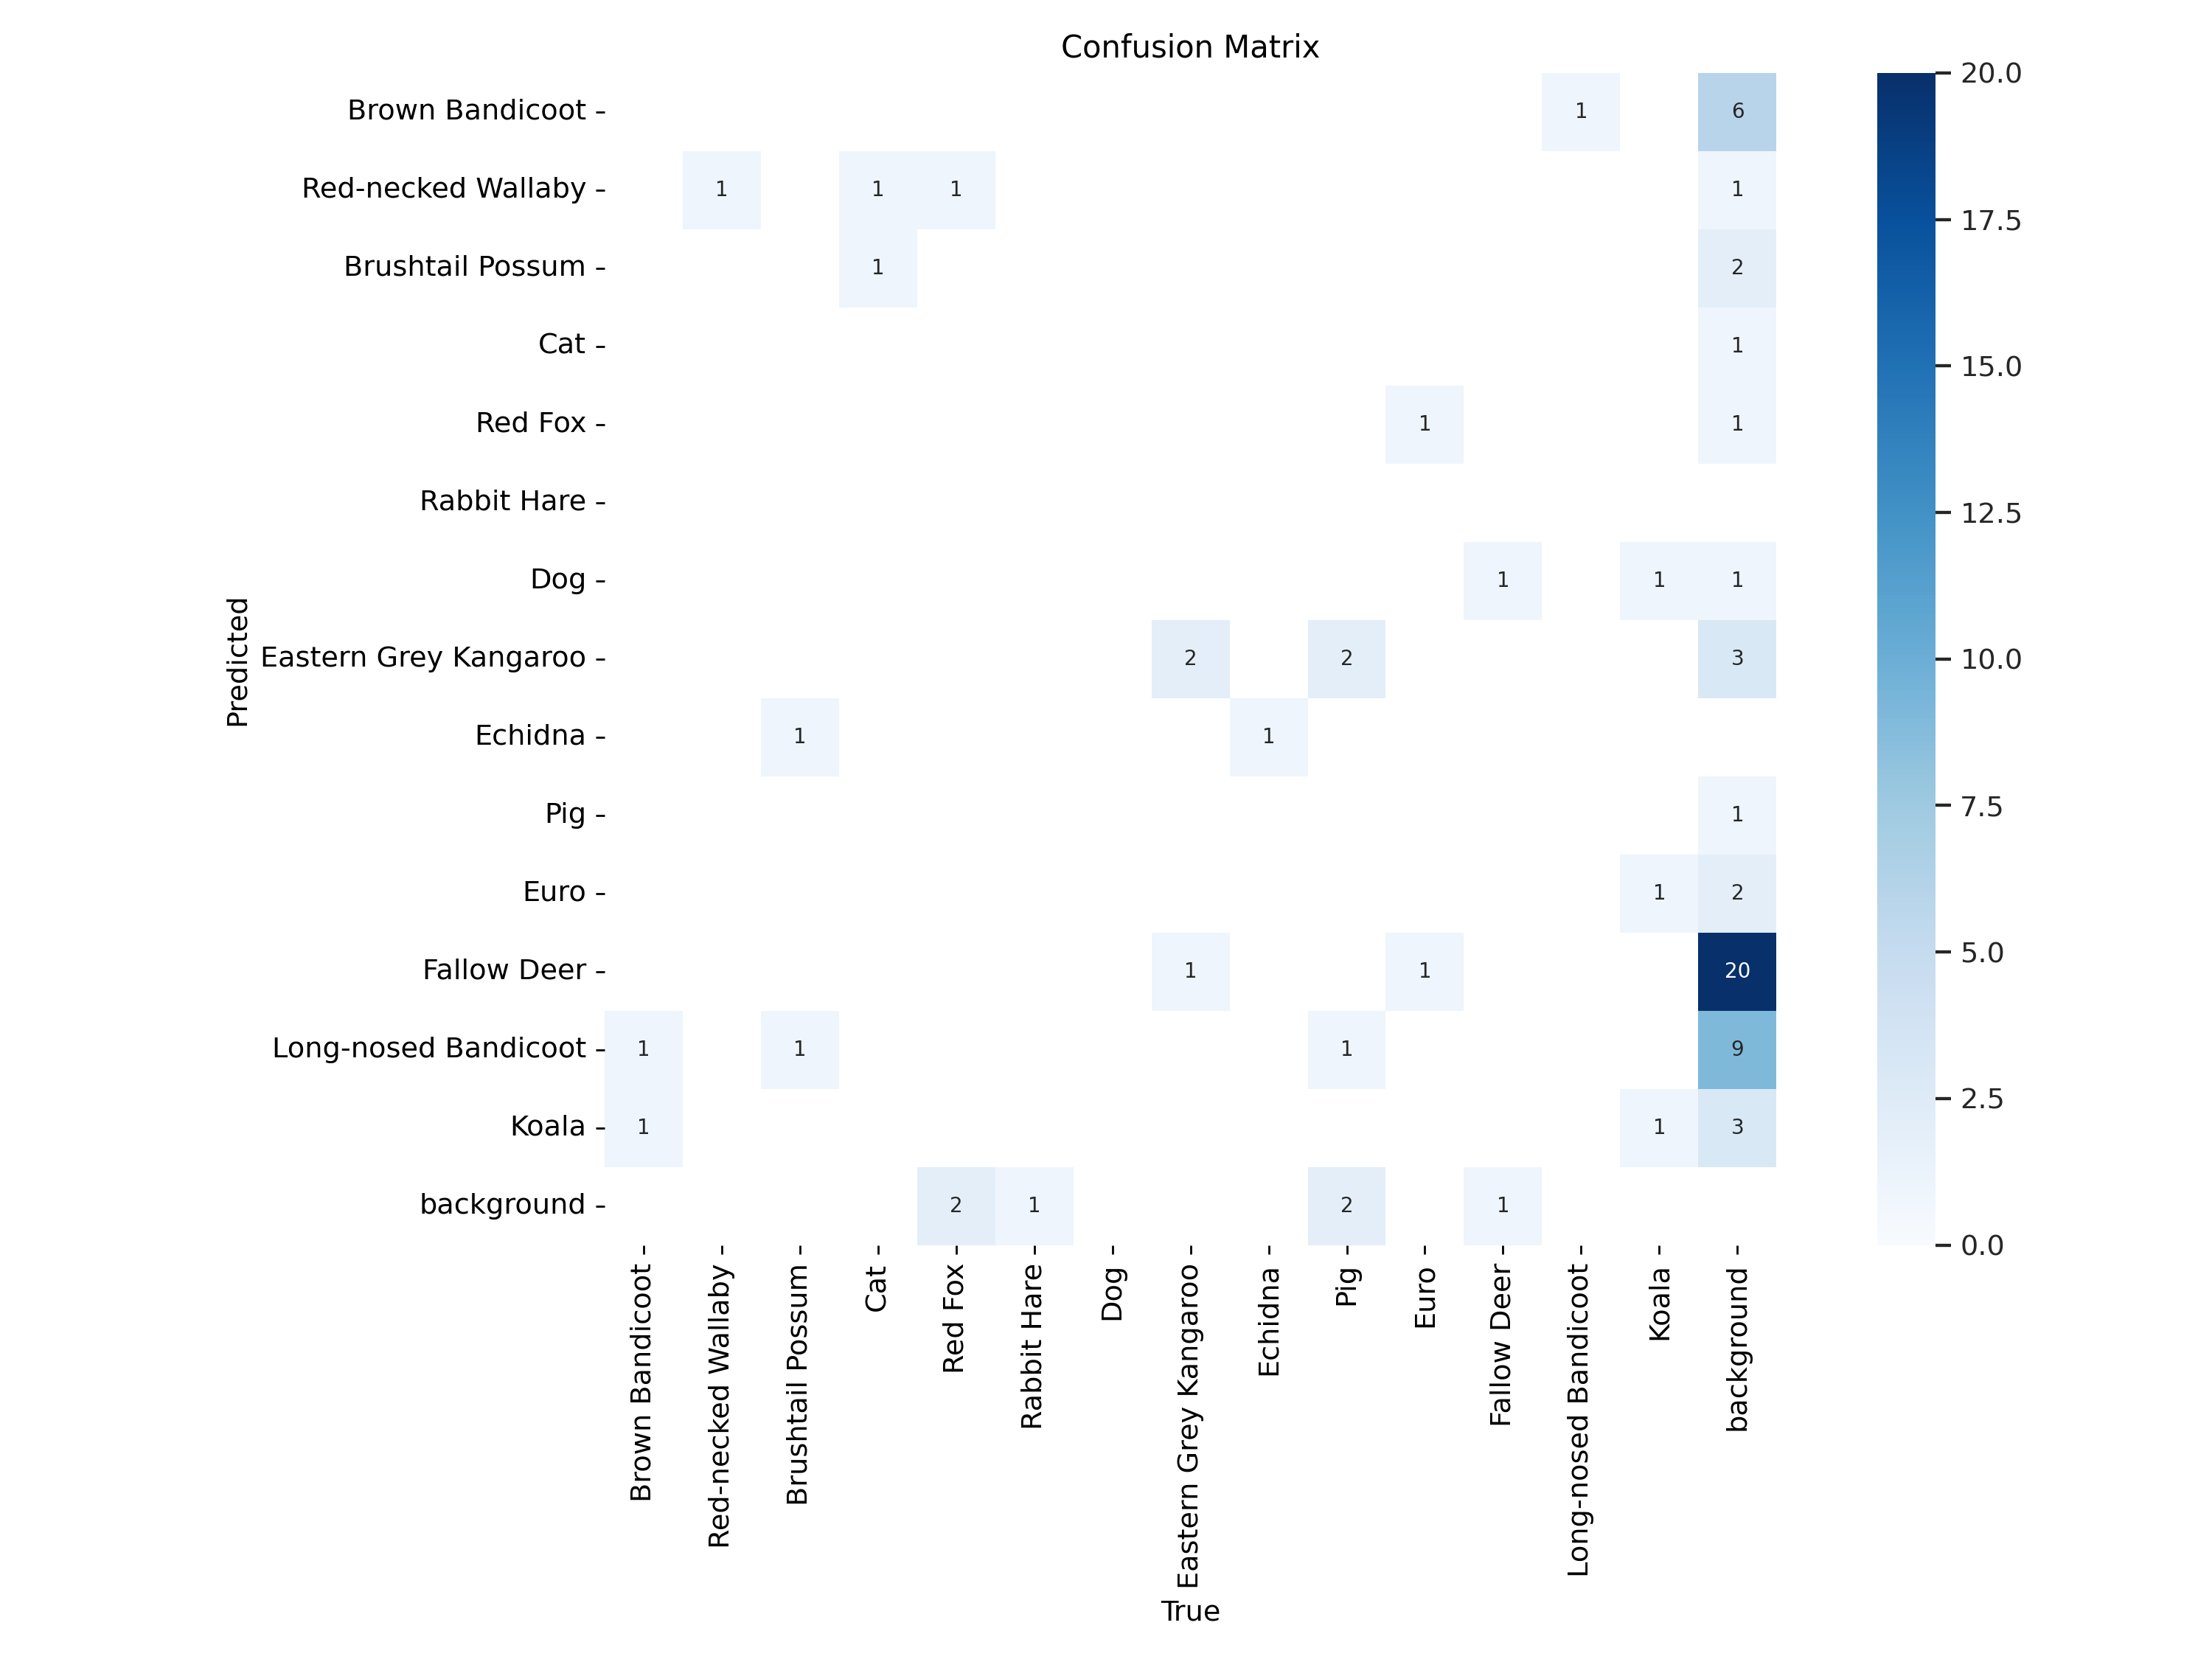 Confusion Matrix
Predicted
Brown Bandicoot 1 6
Red-necked Wallaby 1 1 1 1
Brushtail Possum 1 2
Cat 1
Red Fox 1 1
Rabbit Hare
Dog 1 1 1
Eastern Grey Kangaroo 2 2 3
Echidna 1 1
Pig 1
Euro 1 2
Fallow Deer 1 1 20
Long-nosed Bandicoot 1 1 1 9
Koala 1 1 3
background 2 1 2 1
Brown Bandicoot
Red-necked Wallaby
Brushtail Possum
Cat
Red Fox
Rabbit Hare
Dog
Eastern Grey Kangaroo
Echidna
Pig
Euro
Fallow Deer
Long-nosed Bandicoot
Koala
background
True
20.0
17.5
15.0
12.5
10.0
7.5
5.0
2.5
0.0